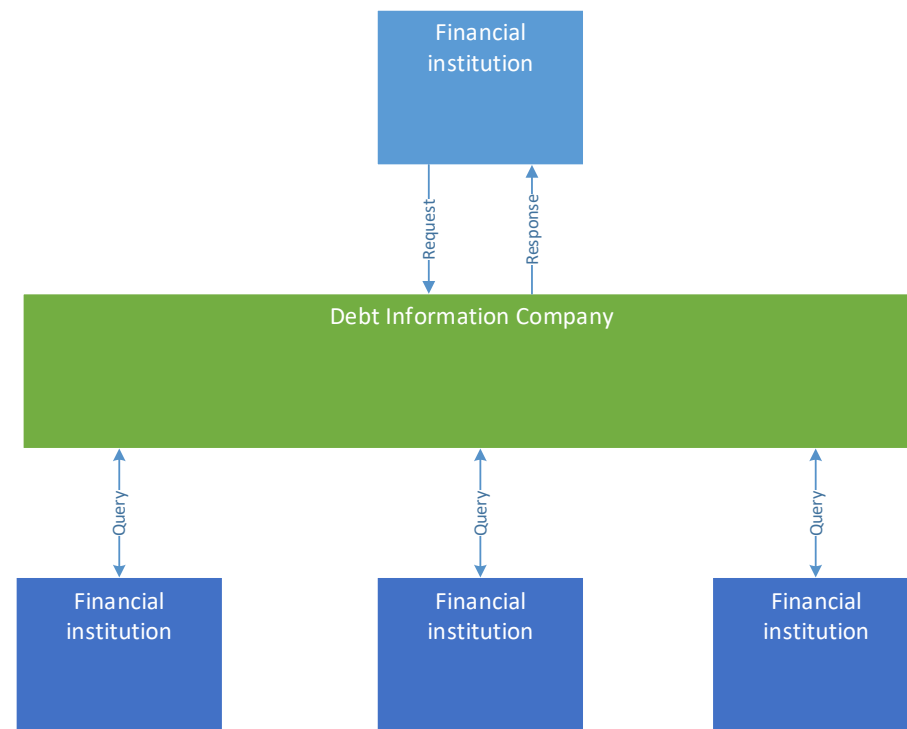 Financial
institution
Request
Response
Debt Information Company
Query
Query
Query
Financial
institution
Financial
institution
Financial
institution